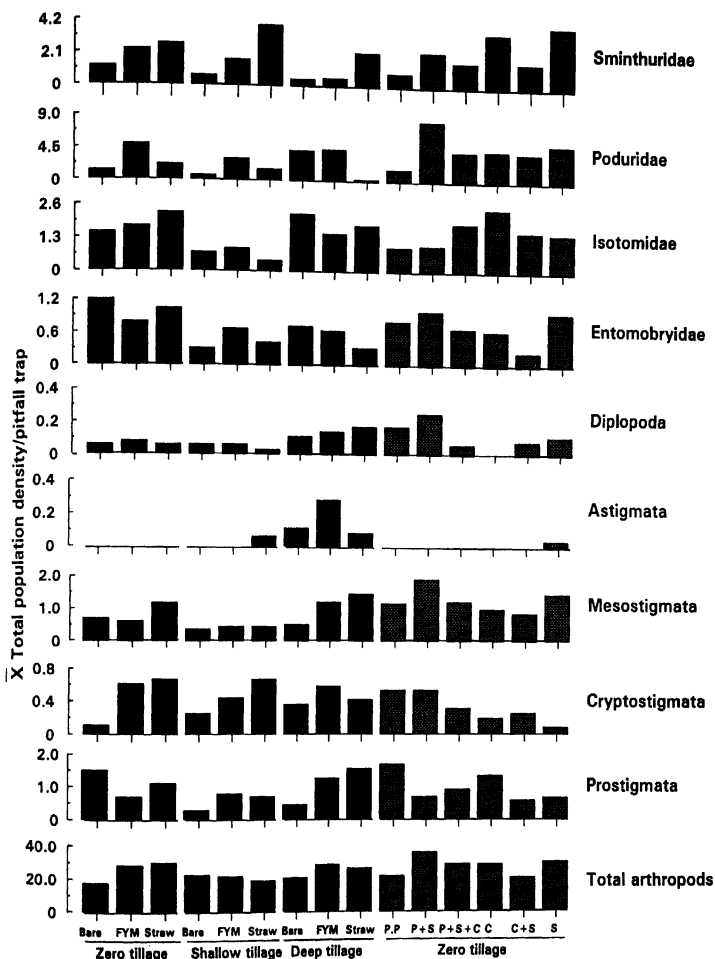 4.2
2.1
0
Sminthuridae
9.0
4.5
0
Poduridae
2.6
1.3
0
Isotomidae
1.2
0.6
0
Entomobryidae
0.4
0.2
0
Diplopoda
0.4
0.2
0
Astigmata
2.0
1.0
0
Mesostigmata
0.8
0.4
0
Cryptostigmata
2.0
1.0
0
Prostigmata
40.0
20.0
0
Total arthropods
X Total population density/pitfall trap
Bare FYM Straw Bare FYM Straw Bare FYM Straw P.P P+S P+S+C C C+S S
Zero tillage Shallow tillage Deep tillage Zero tillage